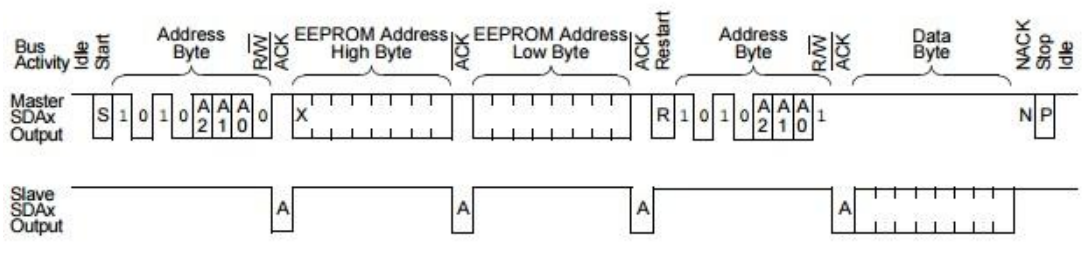 Bus
Activity
Idle
Start
Address
Byte
R/W
ACK
EEPROM Address
High Byte
ACK
EEPROM Address
Low Byte
ACK
Restart
Address
Byte
R/W
ACK
Data
Byte
NACK
Stop
Idle
Master
SDAx
Output
S 1 0 1 0 A2 A1 A0 0 X R 1 0 1 0 A2 A1 A0 1 N P
Slave
SDAx
Output
A A A A